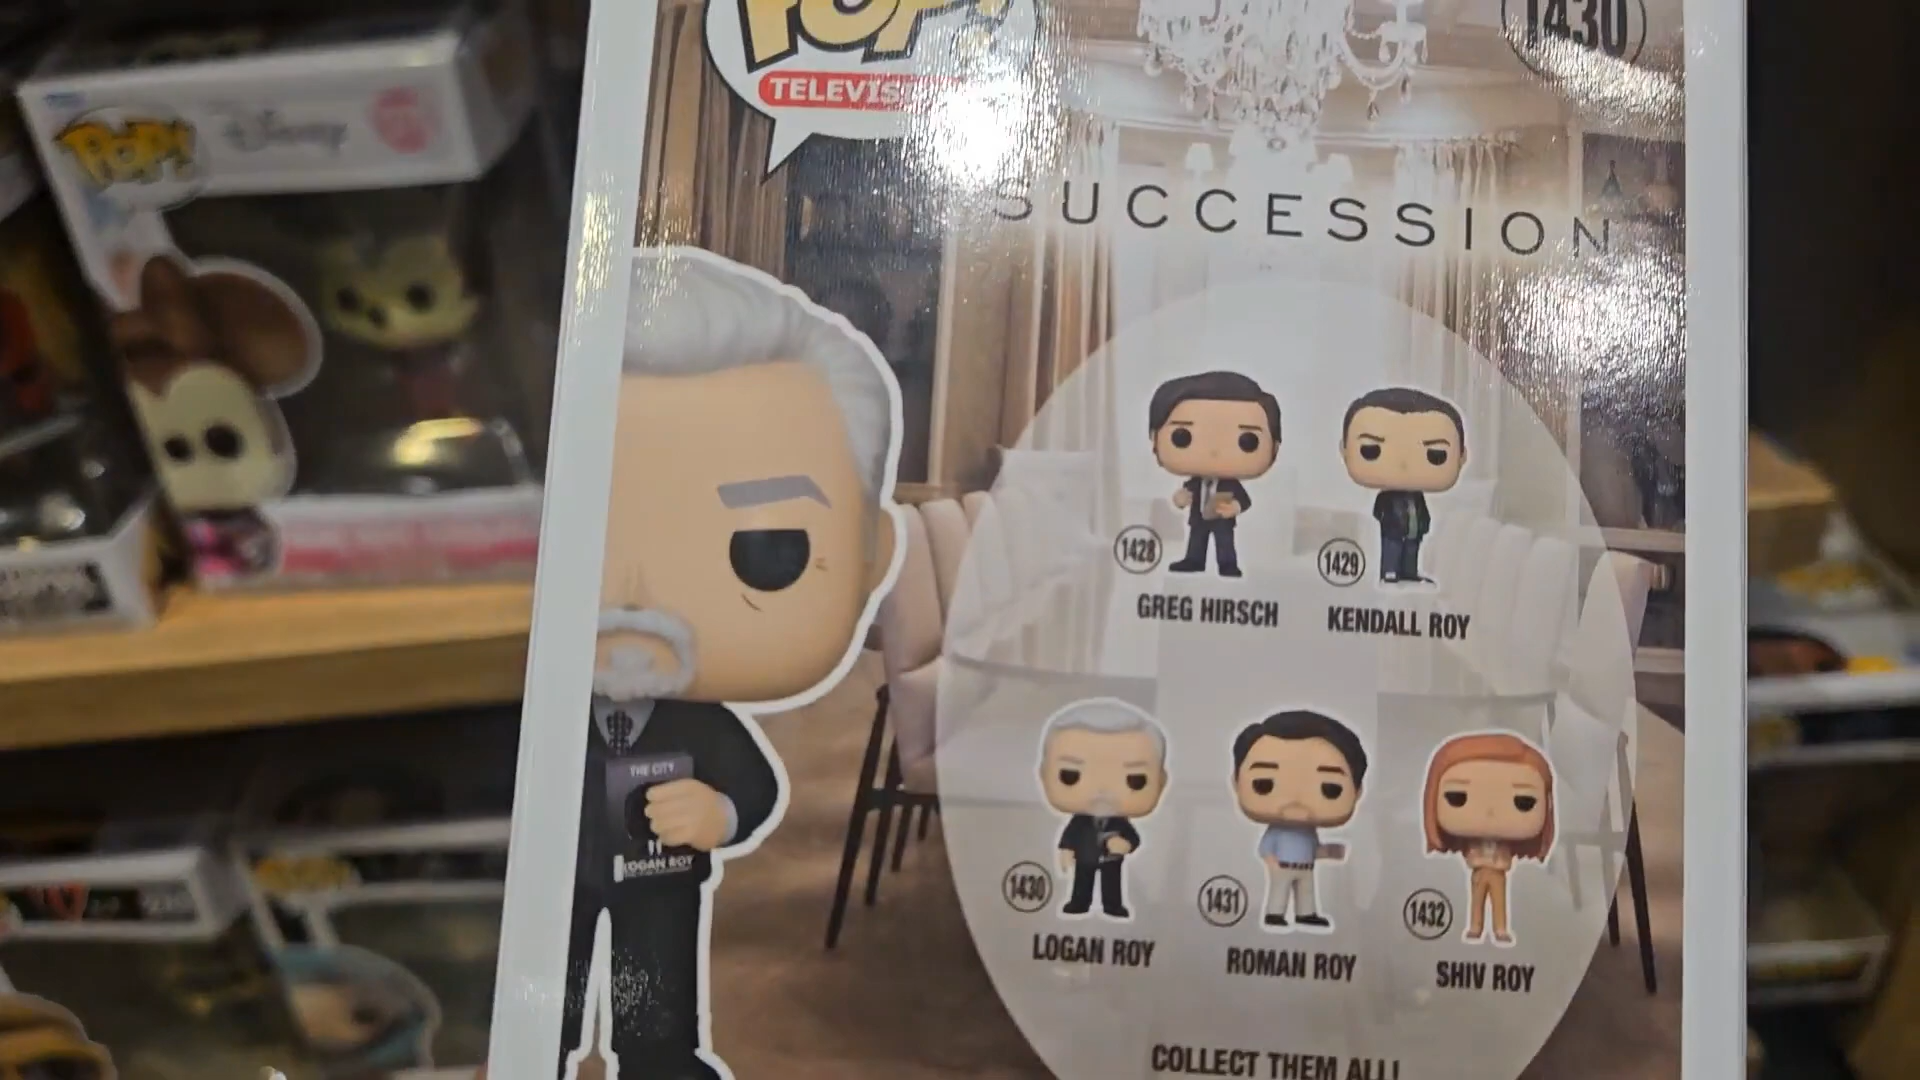 POP!
TELEVISION
1430
SUCCESSION
POP!
Disney
1428
GREG HIRSCH
1429
KENDALL ROY
THE CITY
LOGAN ROY
1430
LOGAN ROY
1431
ROMAN ROY
1432
SHIV ROY
COLLECT THEM ALL!